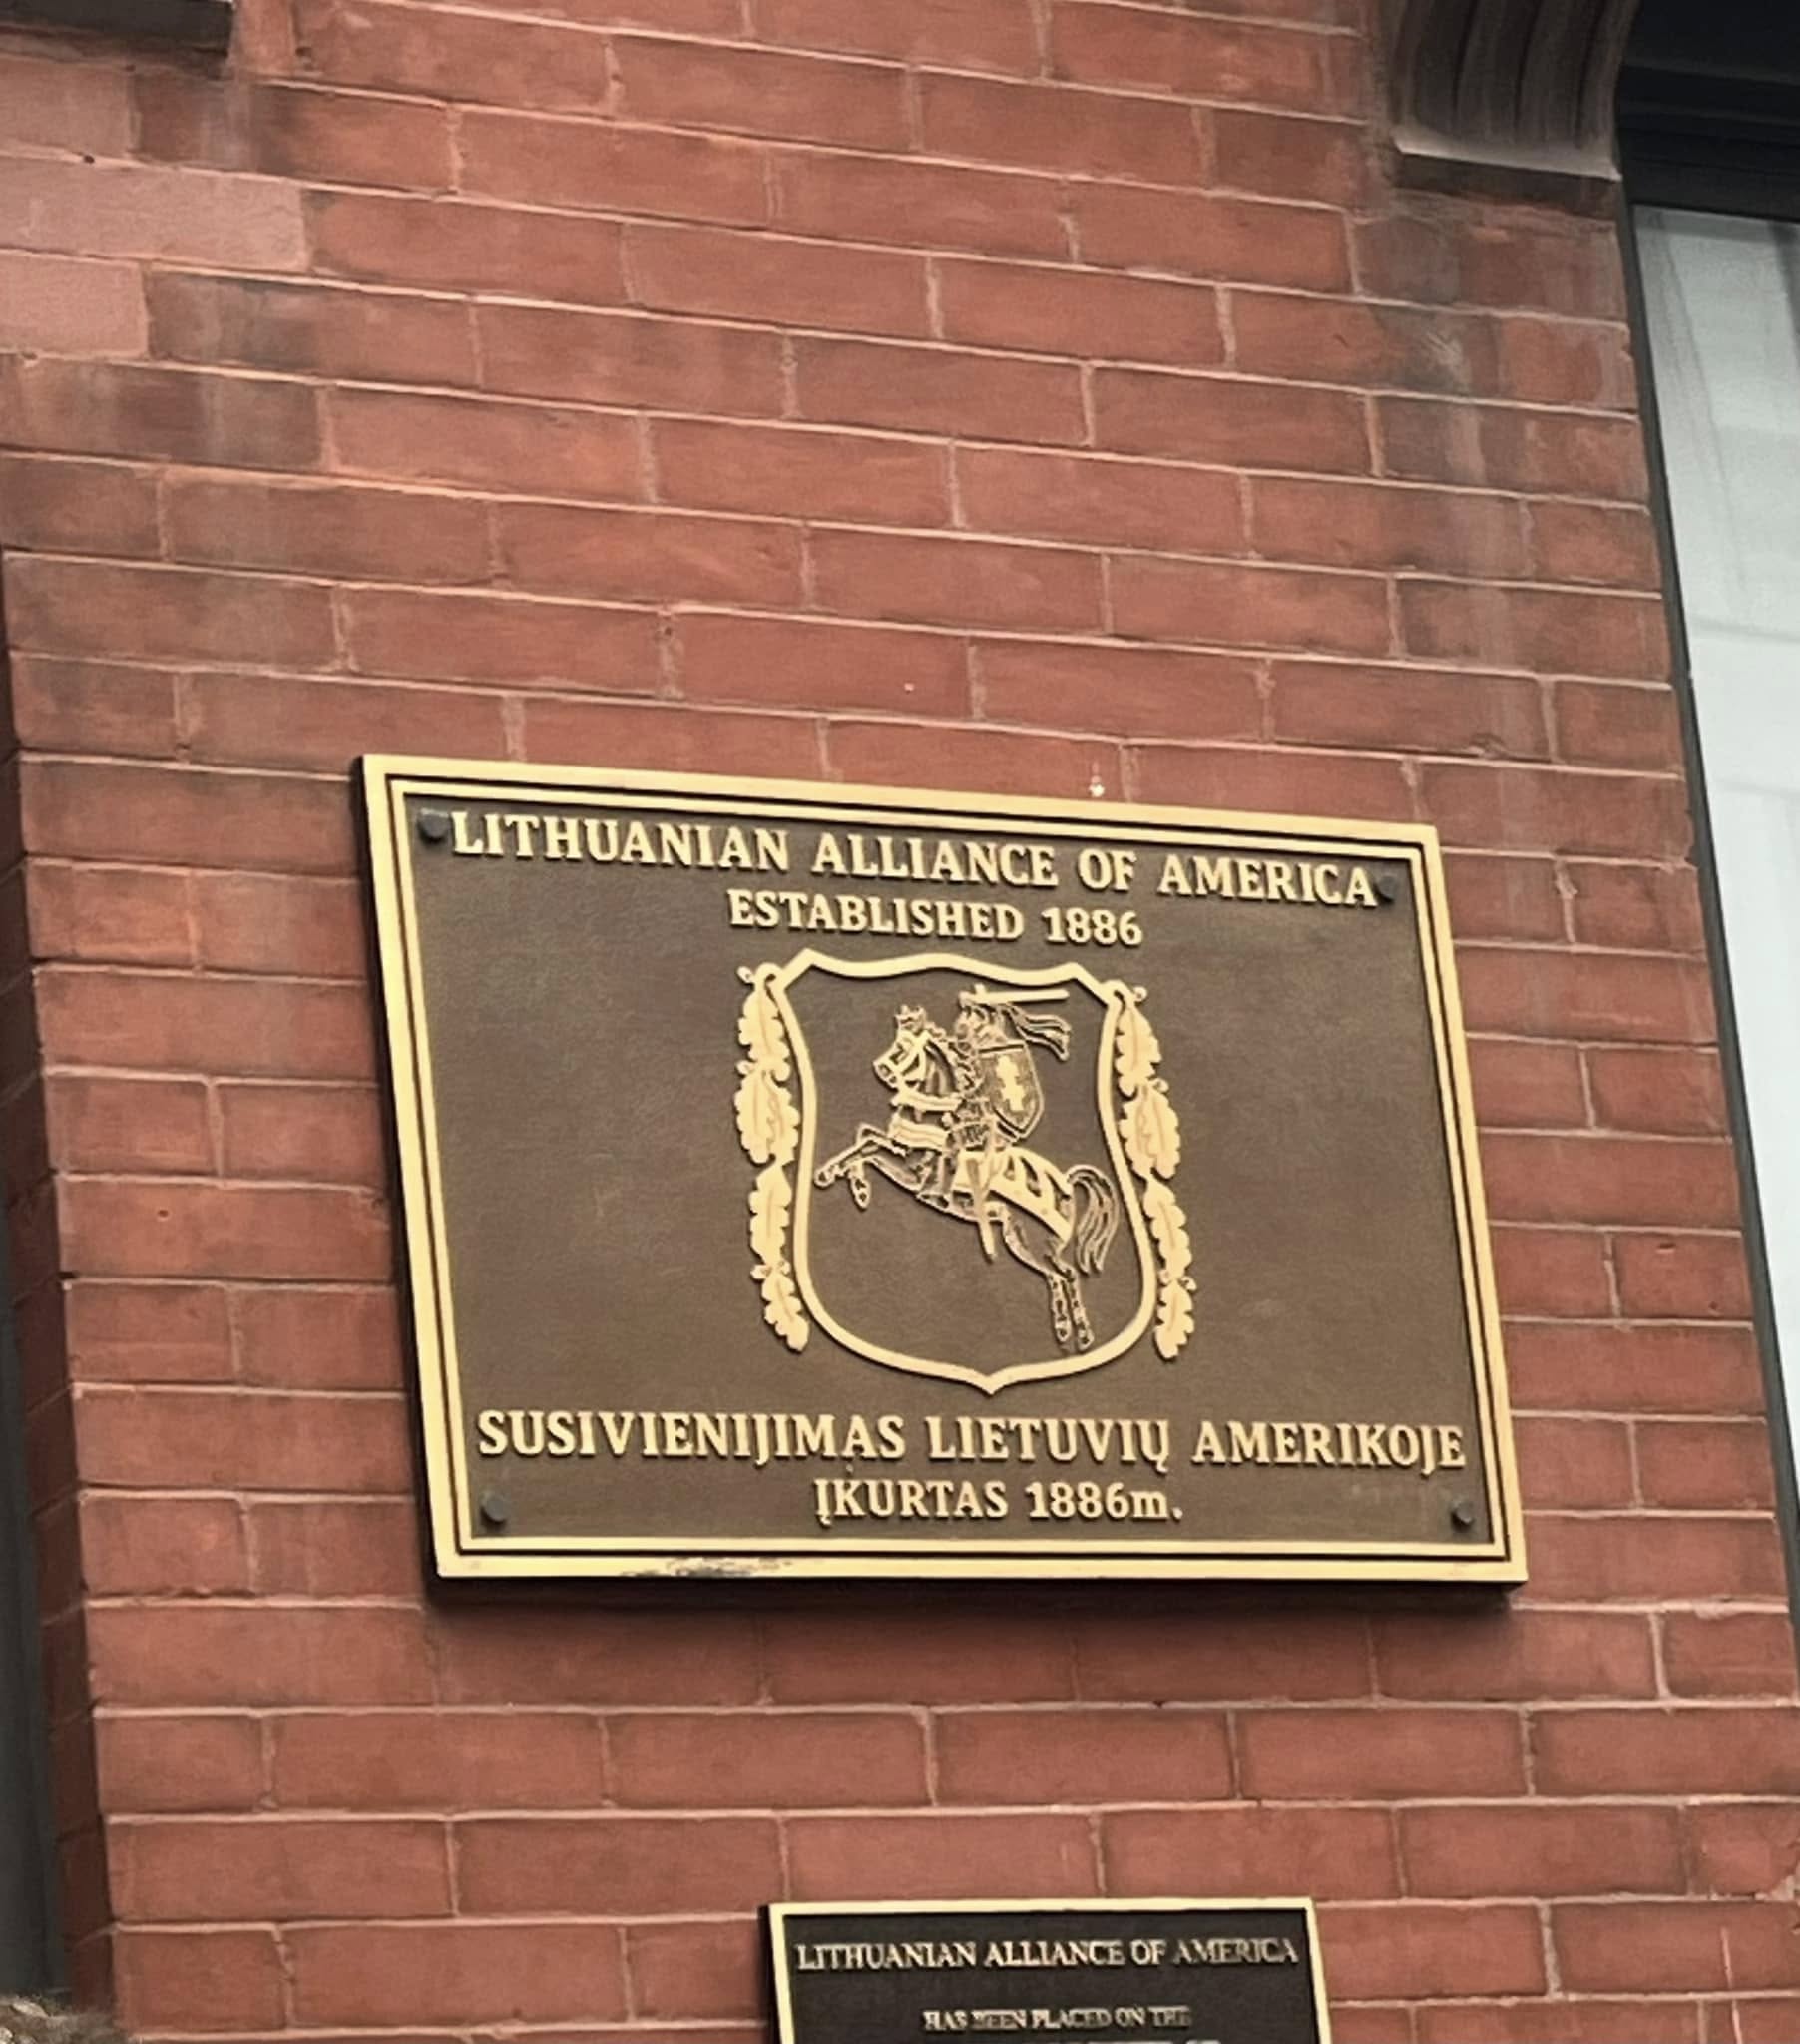 LITHUANIAN ALLIANCE OF AMERICA
ESTABLISHED 1886
SUSIVIENIJIMAS LIETUVIŲ AMERIKOJE
ĮKURTAS 1886m.
LITHUANIAN ALLIANCE OF AMERICA
HAS BEEN PLACED ON THE